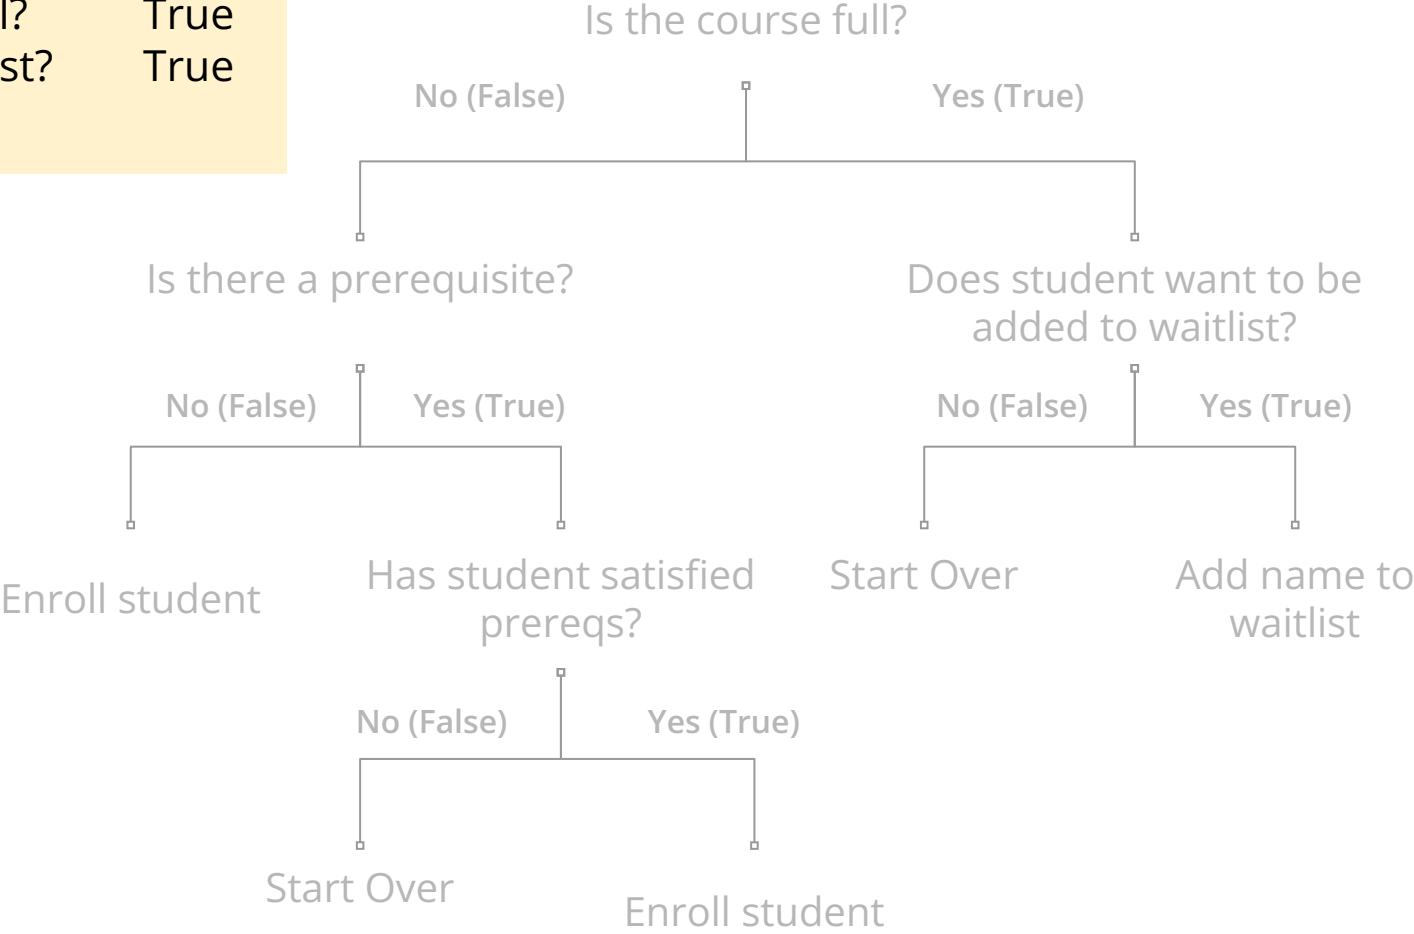 l? True
st? True
Is the course full?
No (False) Yes (True)
Is there a prerequisite? Does student want to be
added to waitlist?
No (False) Yes (True) No (False) Yes (True)
Enroll student
Has student satisfied
prereqs?
Start Over
Add name to
waitlist
No (False) Yes (True)
Start Over
Enroll student